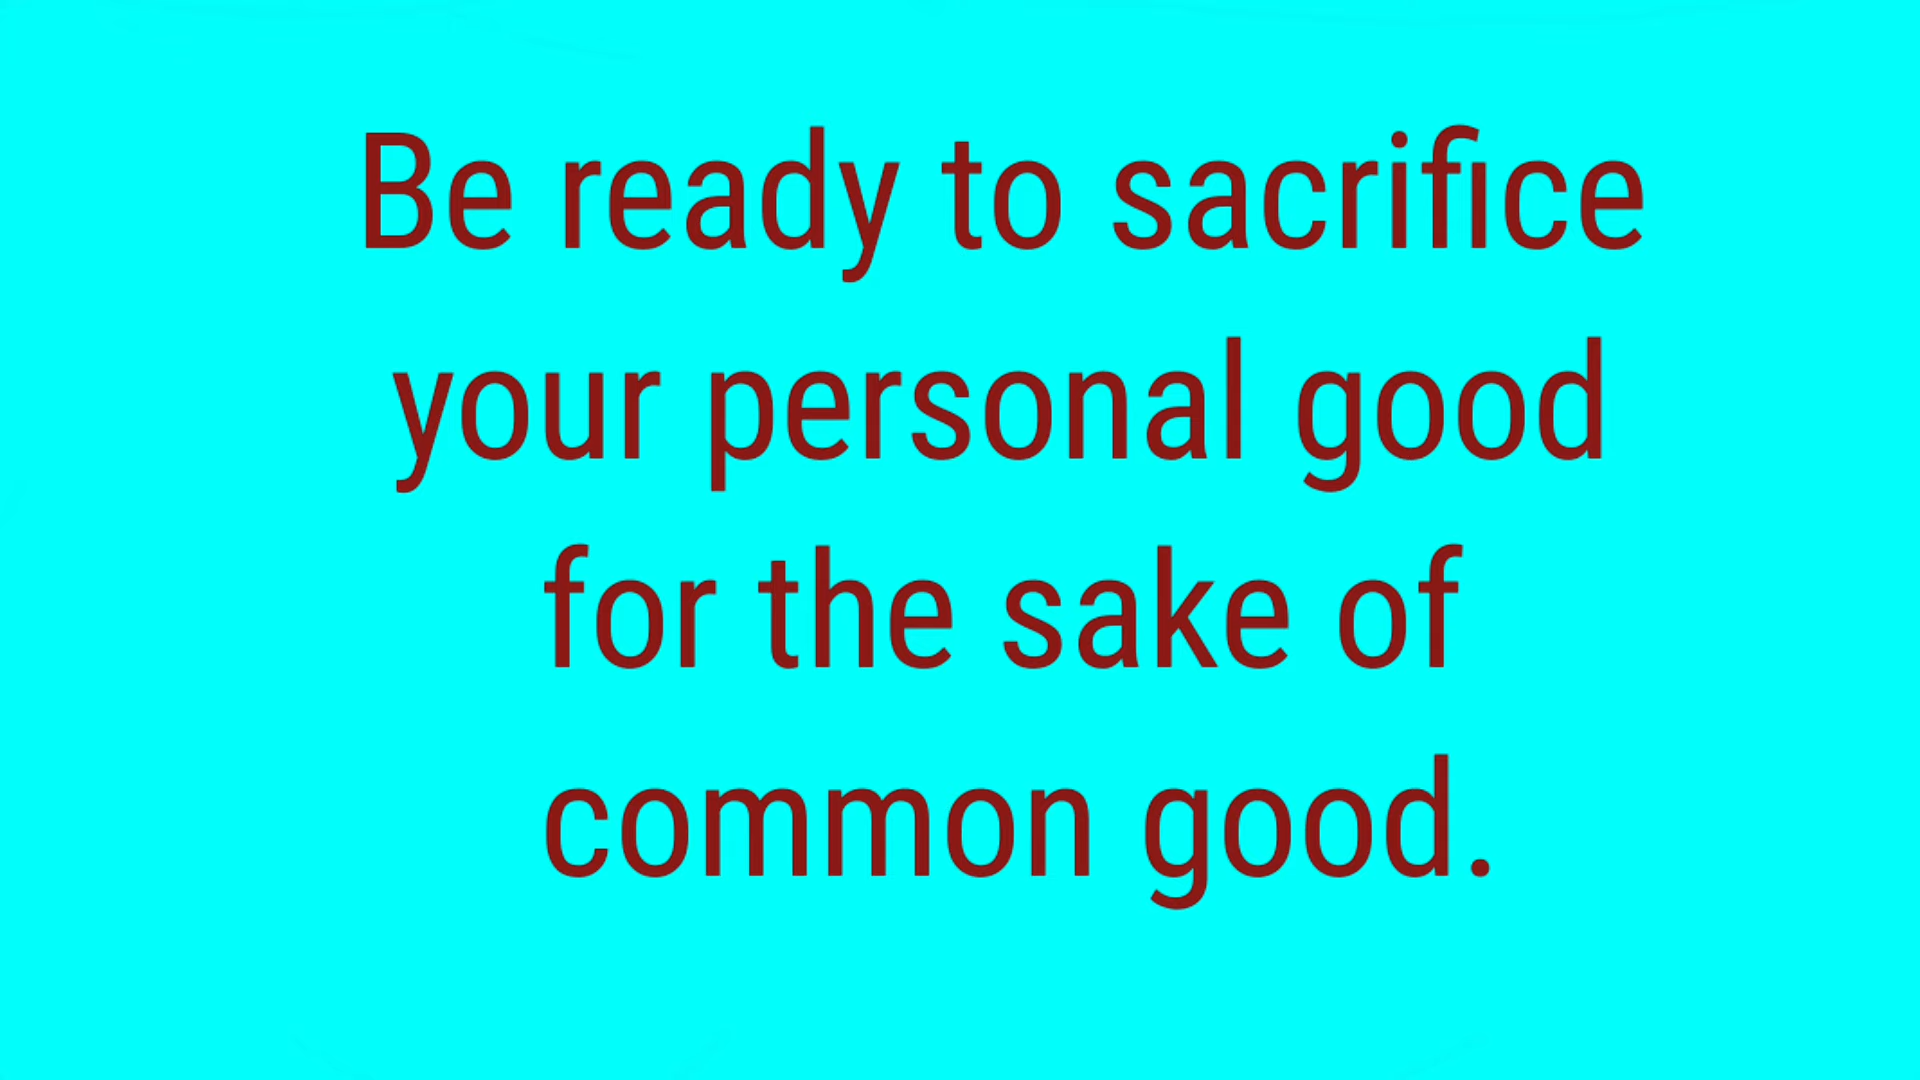 Be ready to sacrifice
your personal good
for the sake of
common good.